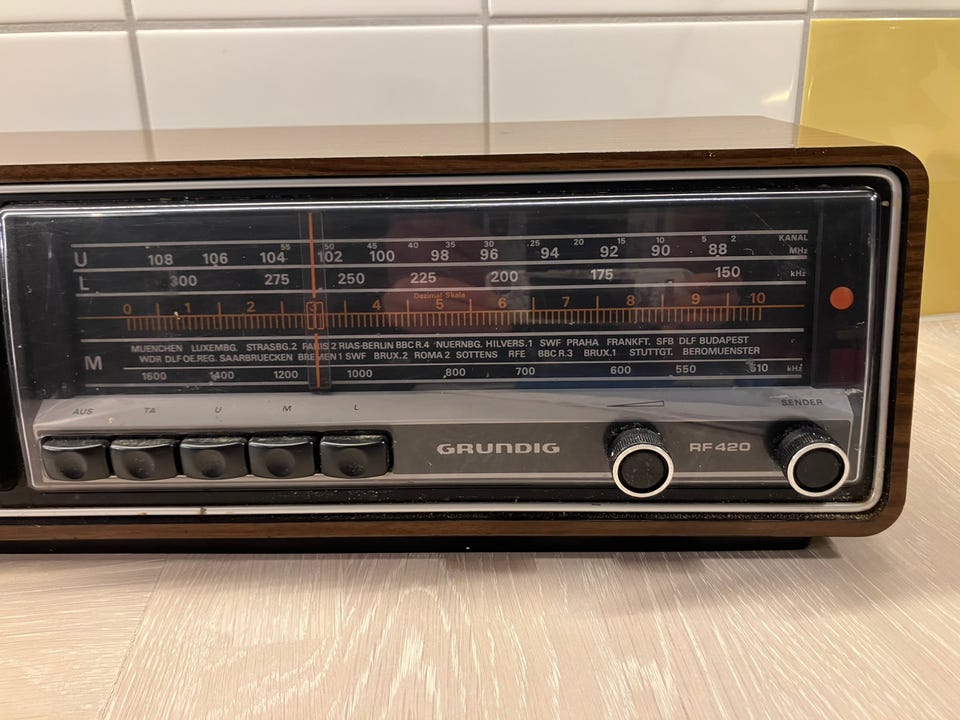 55 50 45 40 35 30 25 20 15 10 5 2 KANAL
U 108 106 104 102 100 98 96 94 92 90 88 MHz
L 300 275 250 225 200 175 150 kHz
Dezimal Skala
0 1 2 3 4 5 6 7 8 9 10
MUENCHEN LUXEMBG. STRASBG.2 PARIS 2 RIAS-BERLIN BBC R.4 NUERNBG. HILVERS.1 SWF PRAHA FRANKFT. SFB DLF BUDAPEST
M
WDR DLF OE.REG. SAARBRUECKEN BREMEN 1 SWF BRUX.2 ROMA 2 SOTTENS RFE BBC R.3 BRUX.1 STUTTGT. BEROMUENSTER
1600 1400 1200 1000 800 700 600 550 510 kHz
AUS TA U M L SENDER
GRUNDIG RF 420